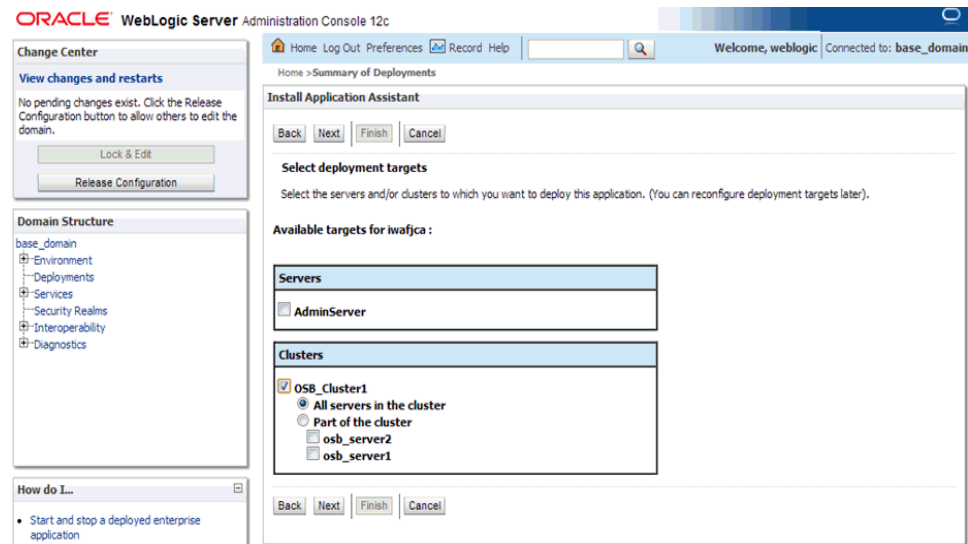 ORACLE WebLogic Server Administration Console 12c
Change Center
View changes and restarts
No pending changes exist. Click the Release
Configuration button to allow others to edit the
domain.
Lock & Edit
Release Configuration
Domain Structure
base_domain
Environment
Deployments
Services
Security Realms
Interoperability
Diagnostics
How do I...
Start and stop a deployed enterprise
application
Home Log Out Preferences Record Help
Welcome, weblogic Connected to: base_domain
Home >Summary of Deployments
Install Application Assistant
Back Next Finish Cancel
Select deployment targets
Select the servers and/or clusters to which you want to deploy this application. (You can reconfigure deployment targets later).
Available targets for iwafjca :
Servers
AdminServer
Clusters
OSB_Cluster1
All servers in the cluster
Part of the cluster
osb_server2
osb_server1
Back Next Finish Cancel